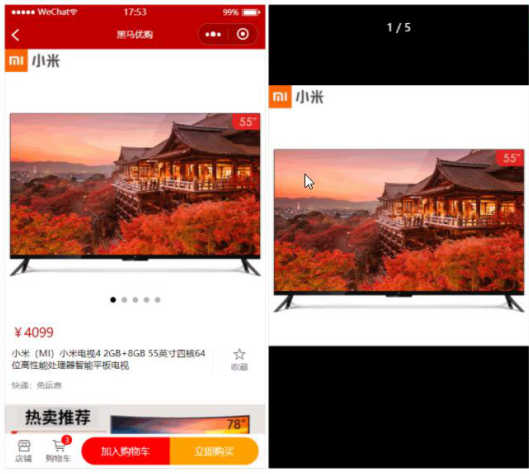 WeChat
17:53
99%
黑马优购
小米
55"
￥4099
小米（MI）小米电视4 2GB+8GB 55英寸四核64
位高性能处理器智能平板电视
收藏
快递：免运费
热卖推荐
78"
店铺
购物车
3
加入购物车
立即购买
1 / 5
mi 小米
55"